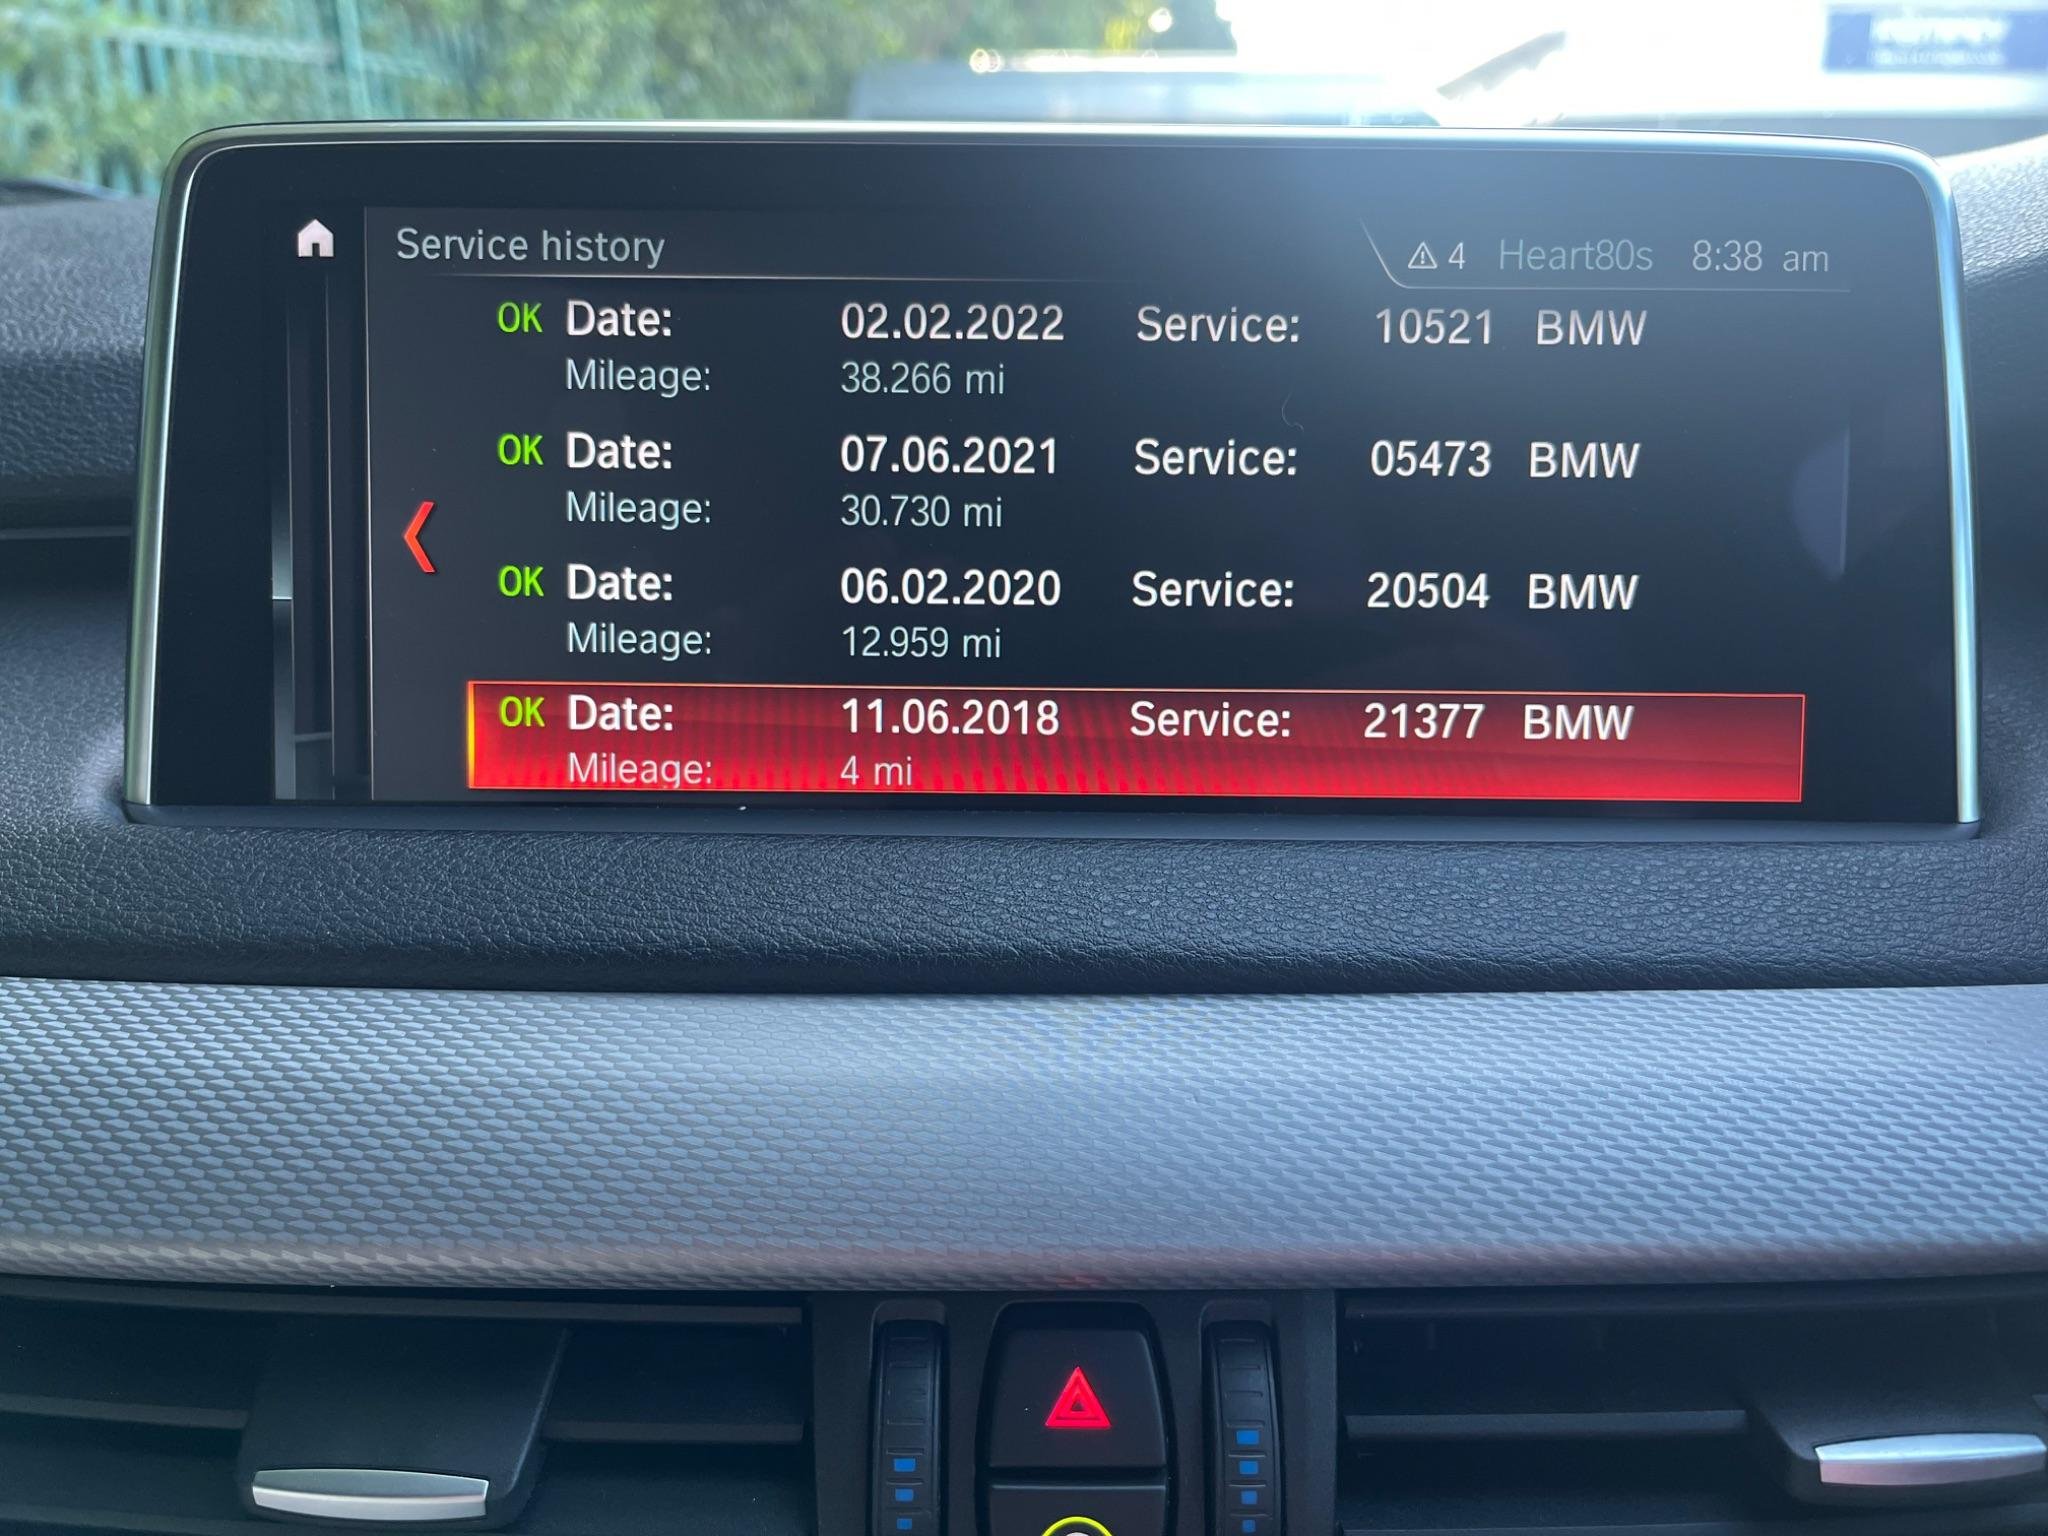 Service history
4 Heart80s 8:38 am
OK Date: 02.02.2022 Service: 10521 BMW
Mileage: 38.266 mi
OK Date: 07.06.2021 Service: 05473 BMW
Mileage: 30.730 mi
OK Date: 06.02.2020 Service: 20504 BMW
Mileage: 12.959 mi
OK Date: 11.06.2018 Service: 21377 BMW
Mileage: 4 mi